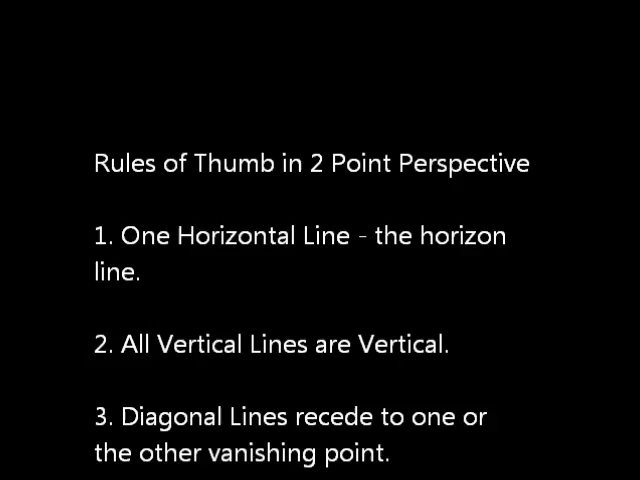 Rules of Thumb in 2 Point Perspective
1. One Horizontal Line - the horizon
line.
2. All Vertical Lines are Vertical.
3. Diagonal Lines recede to one or
the other vanishing point.